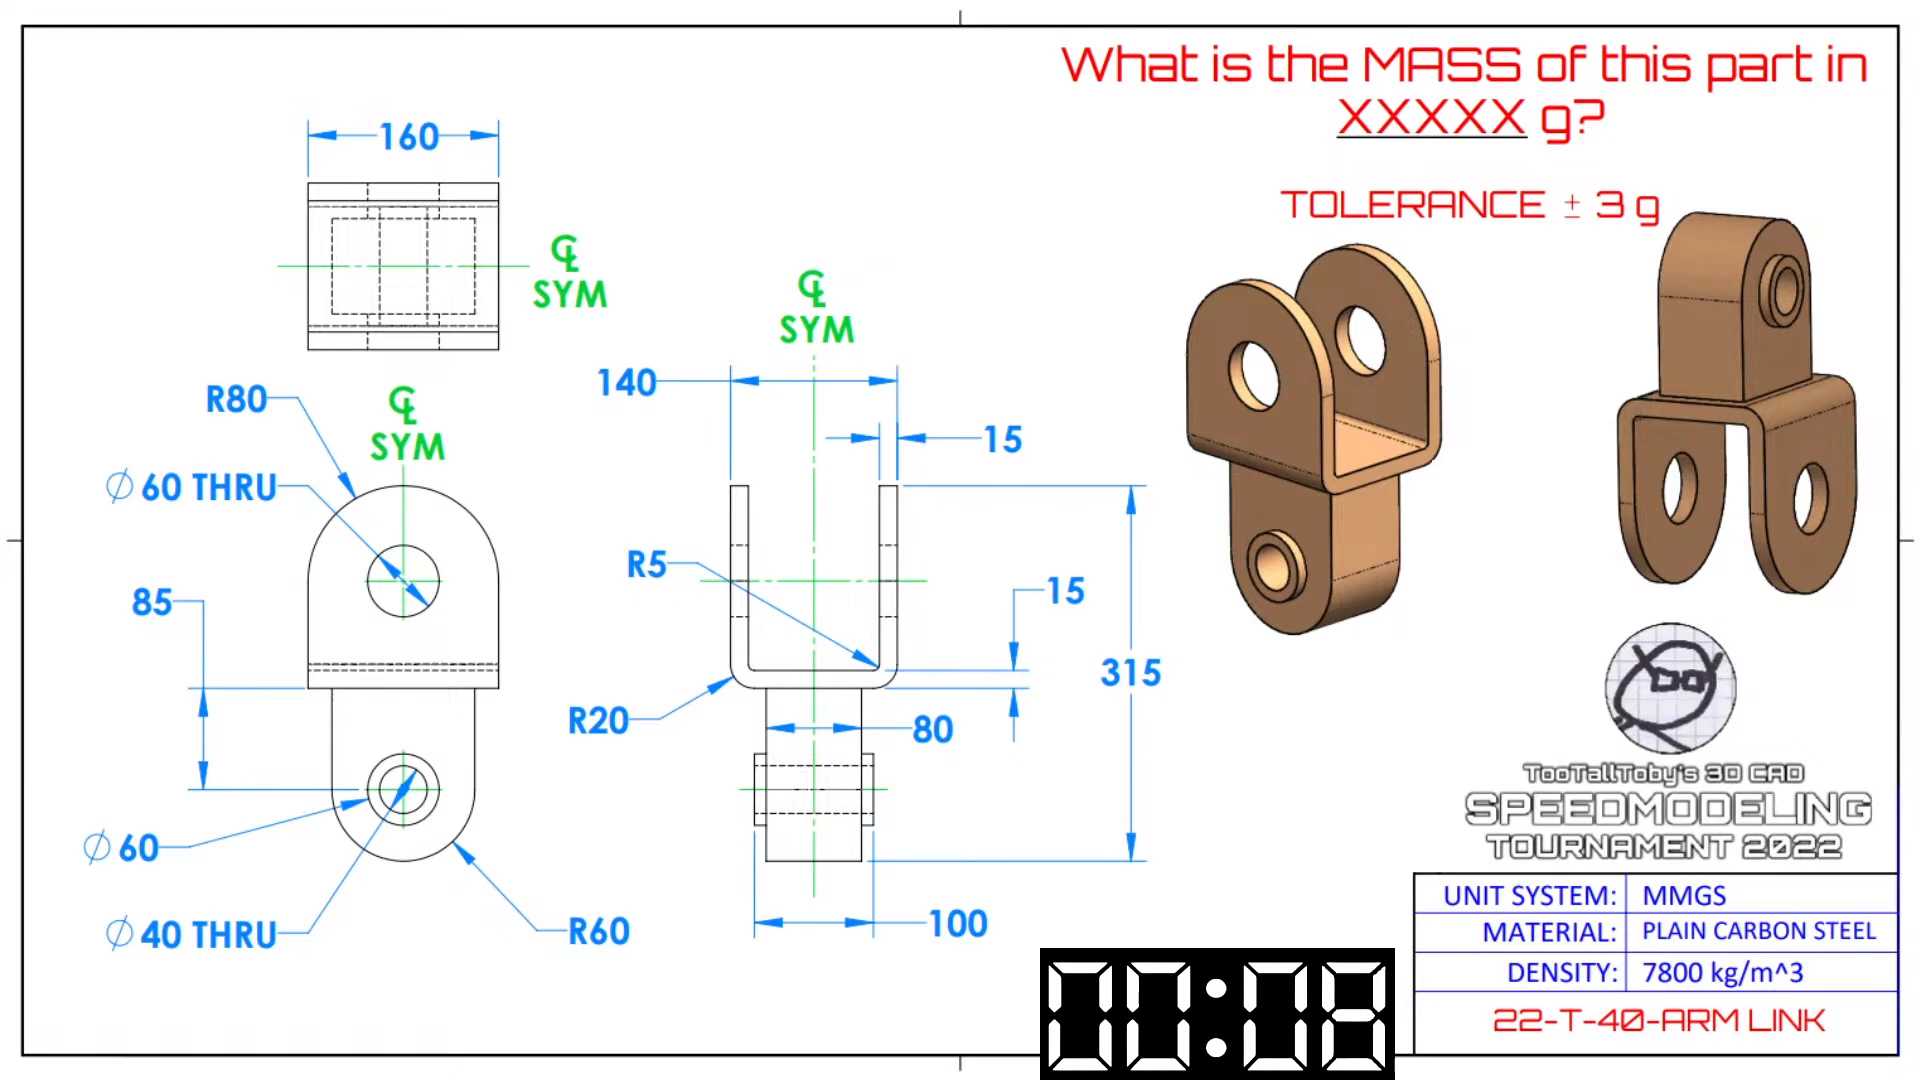 What is the MASS of this part in
XXXXX g?
TOLERANCE ± 3 g
160
℄
SYM
℄
SYM
℄
SYM
R80
Ø 60 THRU
85
Ø 60
Ø 40 THRU
R60
140
15
R5
15
315
R20
80
100
TooTallToby's 3D CAD
SPEEDMODELING
TOURNAMENT 2022
UNIT SYSTEM: MMGS
MATERIAL: PLAIN CARBON STEEL
DENSITY: 7800 kg/m^3
22-T-40-ARM LINK